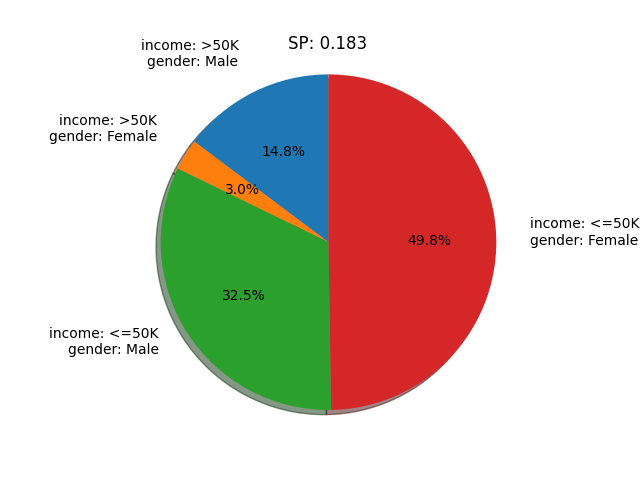 SP: 0.183
income: >50K
gender: Male
14.8%
income: >50K
gender: Female
3.0%
income: <=50K
gender: Male
32.5%
income: <=50K
gender: Female
49.8%